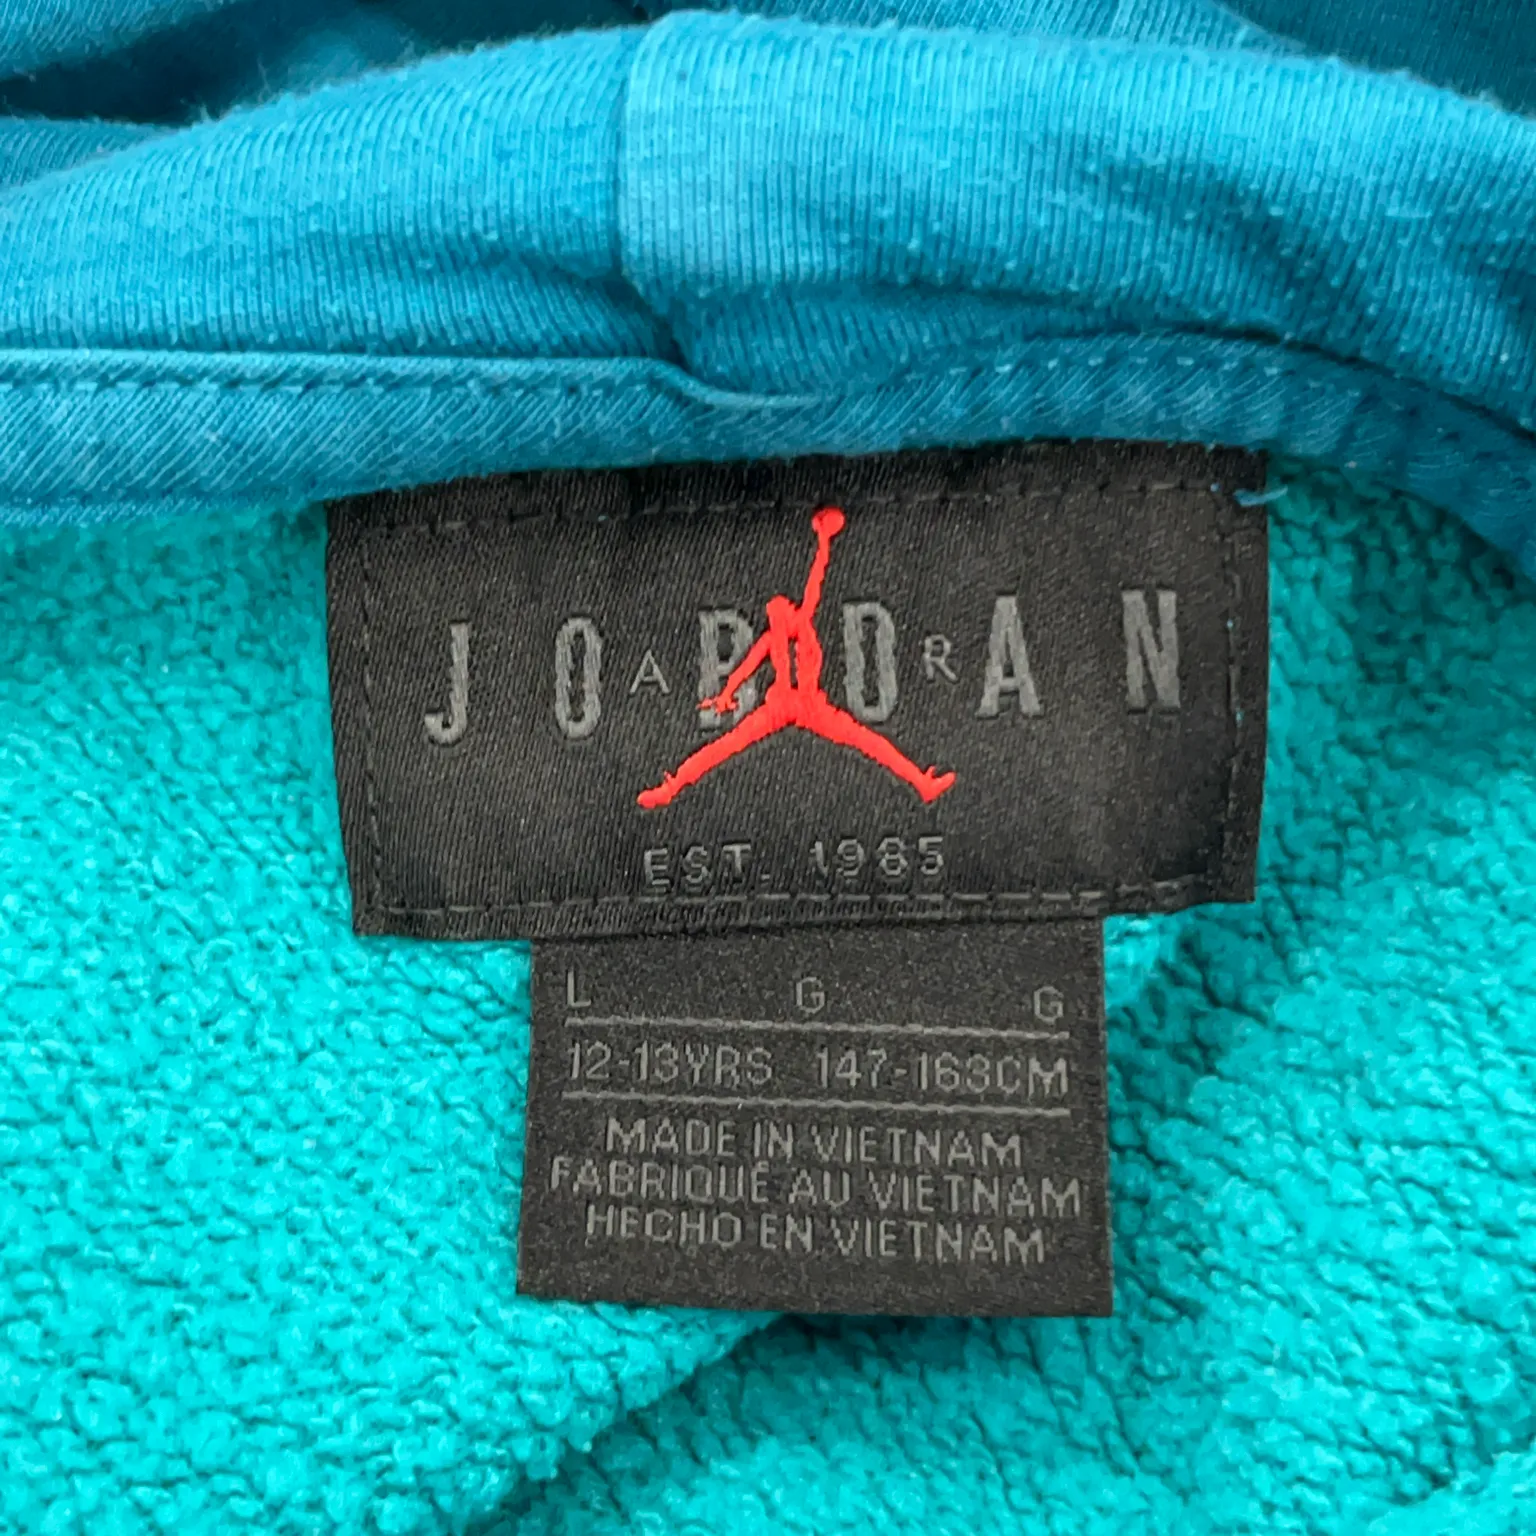 JORDAN
AIR
EST. 1985
L G G
12-13YRS 147-163CM
MADE IN VIETNAM
FABRIQUÉ AU VIETNAM
HECHO EN VIETNAM